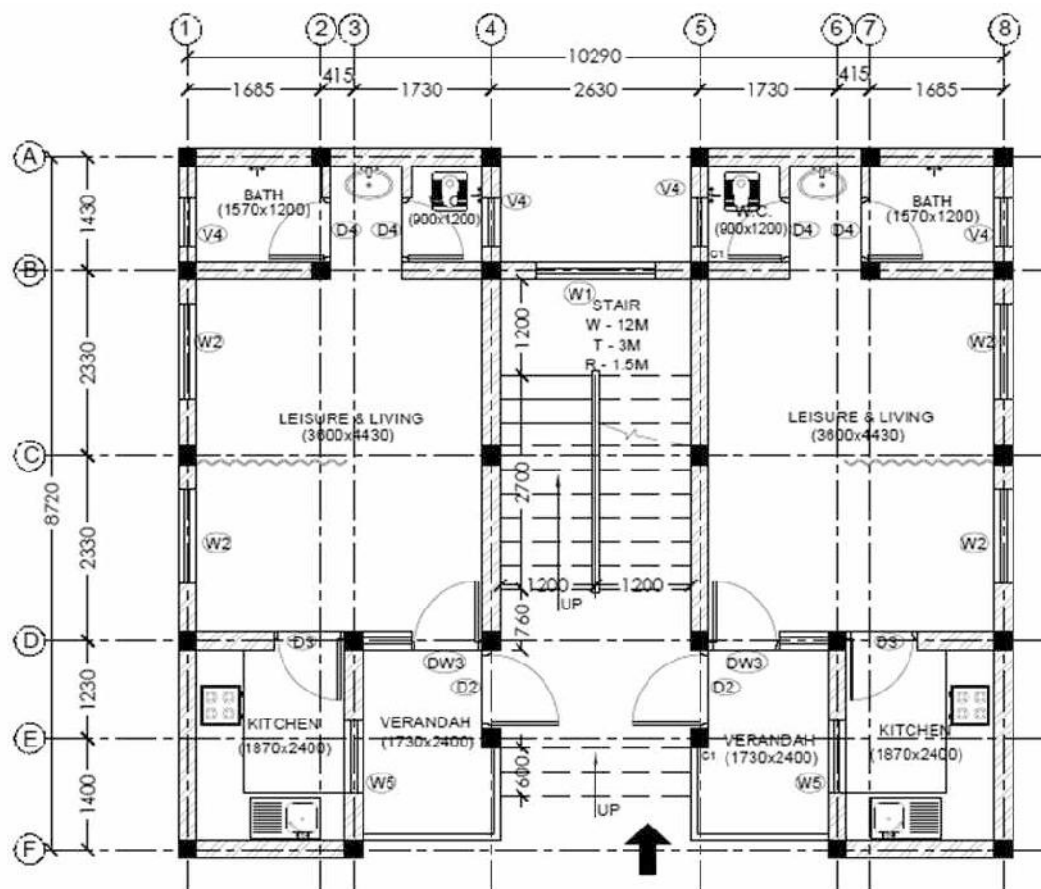 1 2 3 4 5 6 7 8
10290
415 415
1685 1730 2630 1730 1685
A
BATH
(1570x1200)
C.
(900x1200)
V4
V4
W.C.
(900x1200)
BATH
(1570x1200)
1430
V4 D4 D4 D4 D4 V4
C1
B
W1
STAIR
W - 12M
T - 3M
R - 1.5M
1200
2330
W2 W2
LEISURE & LIVING
(3600x4430)
LEISURE & LIVING
(3600x4430)
C
8720
2700
2330
W2 W2
1200 1200
UP
760
D
D3 DW3 DW3 D3
D2 D2
1230
KITCHEN
(1870x2400)
VERANDAH
(1730x2400)
VERANDAH
(1730x2400)
KITCHEN
(1870x2400)
E
C1
600
W5 W5
1400
UP
F